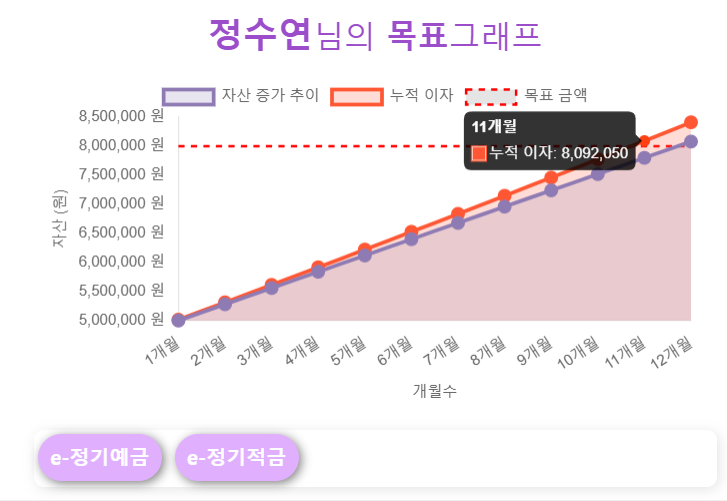 정수연님의 목표그래프
자산 증가 추이 누적 이자 목표 금액
8,500,000 원
8,000,000 원
7,500,000 원
7,000,000 원
6,500,000 원
6,000,000 원
5,500,000 원
5,000,000 원
자산 (원)
11개월
누적 이자: 8,092,050
1개월 2개월 3개월 4개월 5개월 6개월 7개월 8개월 9개월 10개월 11개월 12개월
개월수
e-정기예금 e-정기적금